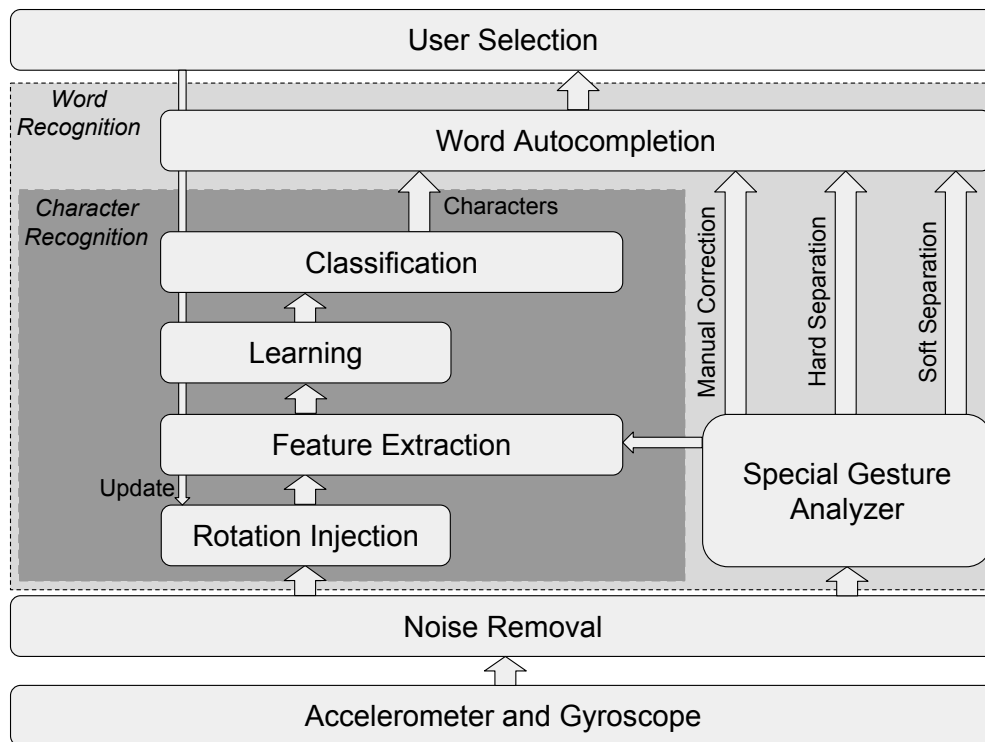 User Selection
Word
Recognition
Word Autocompletion
Character
Recognition
Characters
Classification
Learning
Feature Extraction
Update
Rotation Injection
Manual Correction
Hard Separation
Soft Separation
Special Gesture
Analyzer
Noise Removal
Accelerometer and Gyroscope